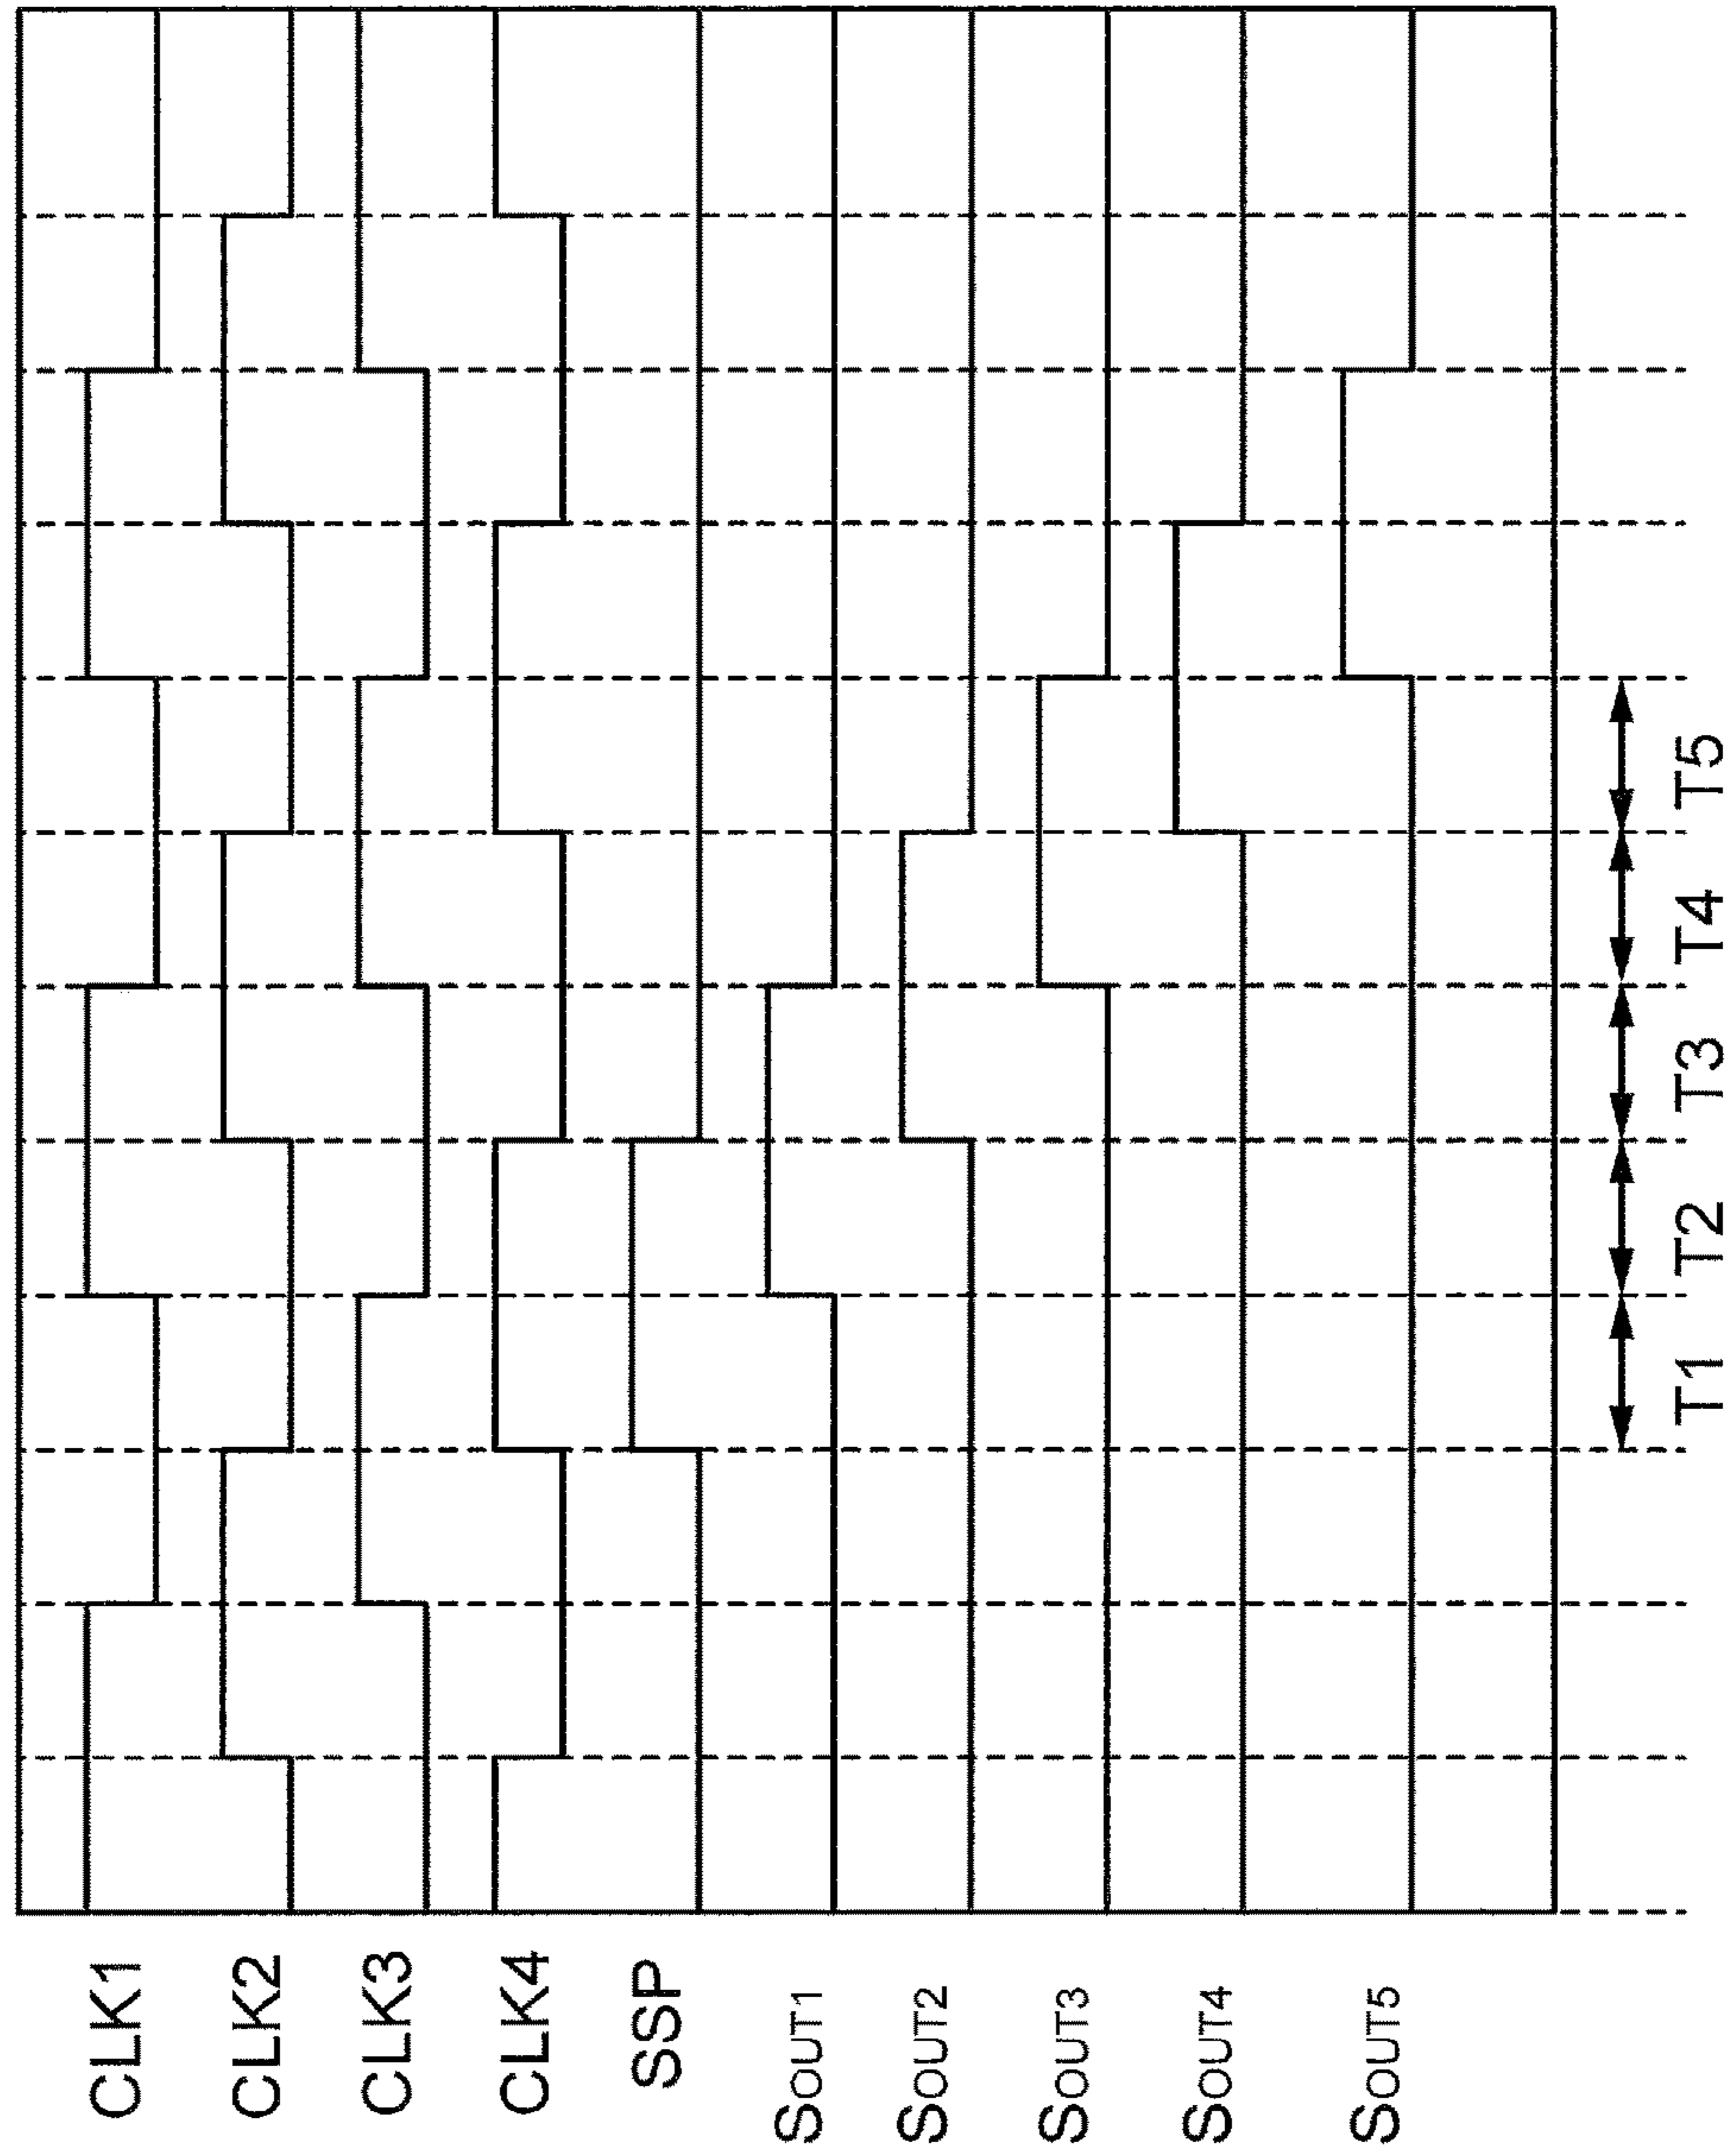 CLK1
CLK2
CLK3
CLK4
SSP
SOUT1
SOUT2
SOUT3
SOUT4
SOUT5
T1 T2 T3 T4 T5